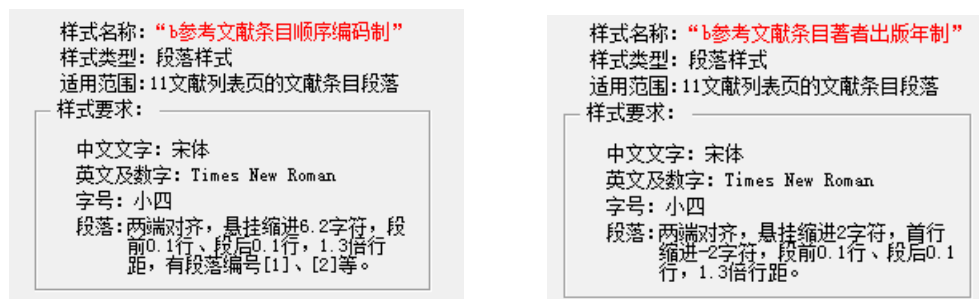 样式名称：“b参考文献条目顺序编码制”
样式类型：段落样式
适用范围：11文献列表页的文献条目段落
样式要求：
中文文字：宋体
英文及数字：Times New Roman
字号：小四
段落：两端对齐，悬挂缩进6.2字符，段
前0.1行、段后0.1行，1.3倍行
距，有段落编号[1]、[2]等。
样式名称：“b参考文献条目著者出版年制”
样式类型：段落样式
适用范围：11文献列表页的文献条目段落
样式要求：
中文文字：宋体
英文及数字：Times New Roman
字号：小四
段落：两端对齐，悬挂缩进2字符，首行
缩进-2字符，段前0.1行、段后0.1
行，1.3倍行距。